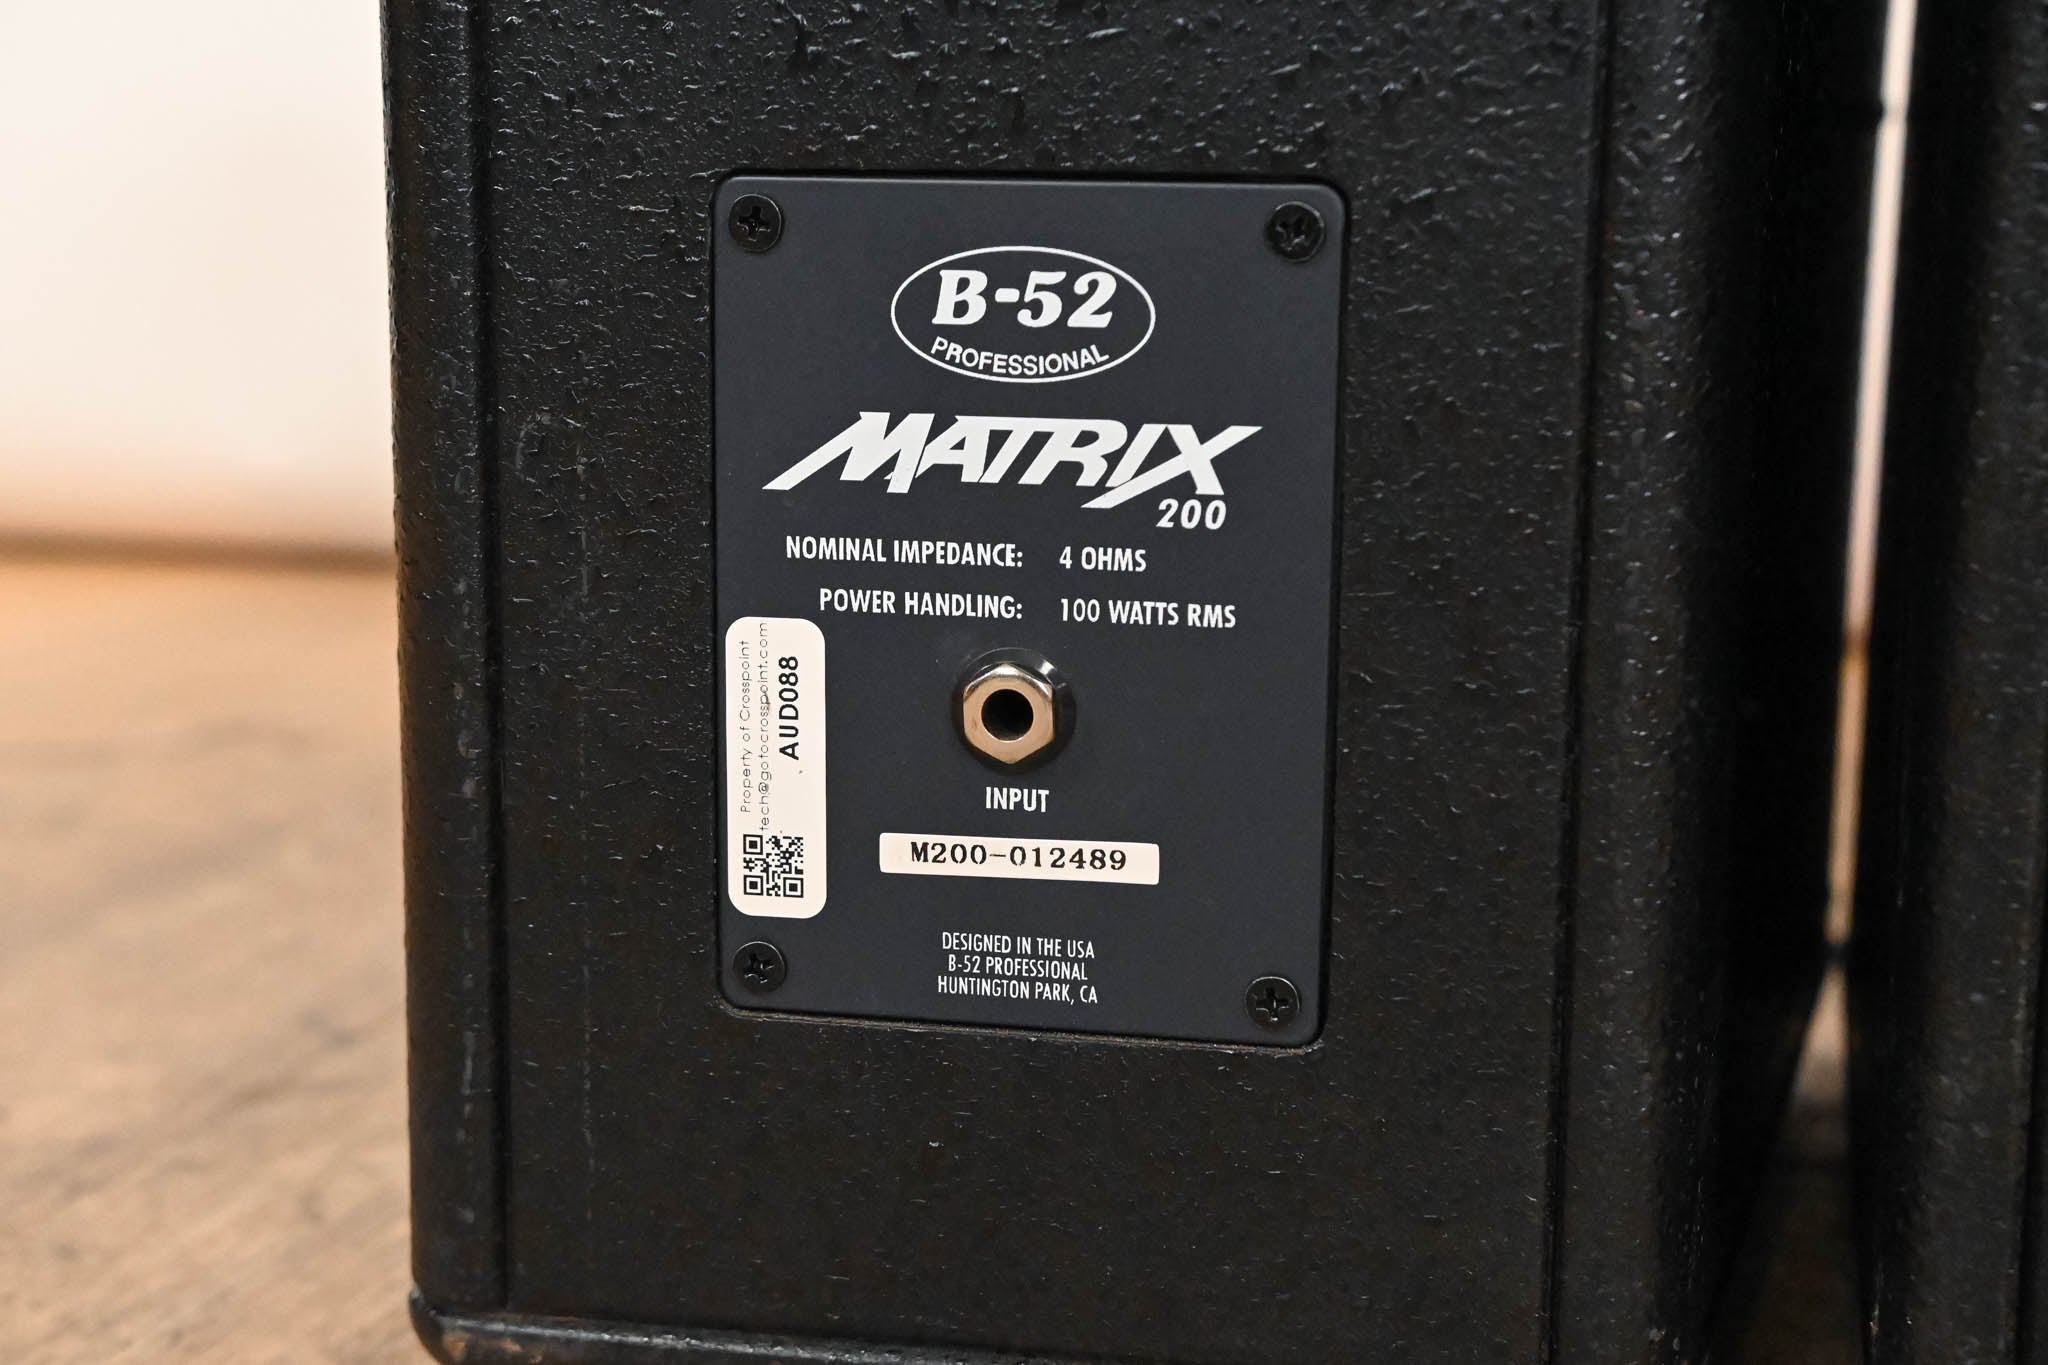 B-52
PROFESSIONAL
MATRIX
200
NOMINAL IMPEDANCE: 4 OHMS
POWER HANDLING: 100 WATTS RMS
Property of Crosspoint
tech@gotocrosspoint.com
AUD088
INPUT
M200-012489
DESIGNED IN THE USA
B-52 PROFESSIONAL
HUNTINGTON PARK, CA